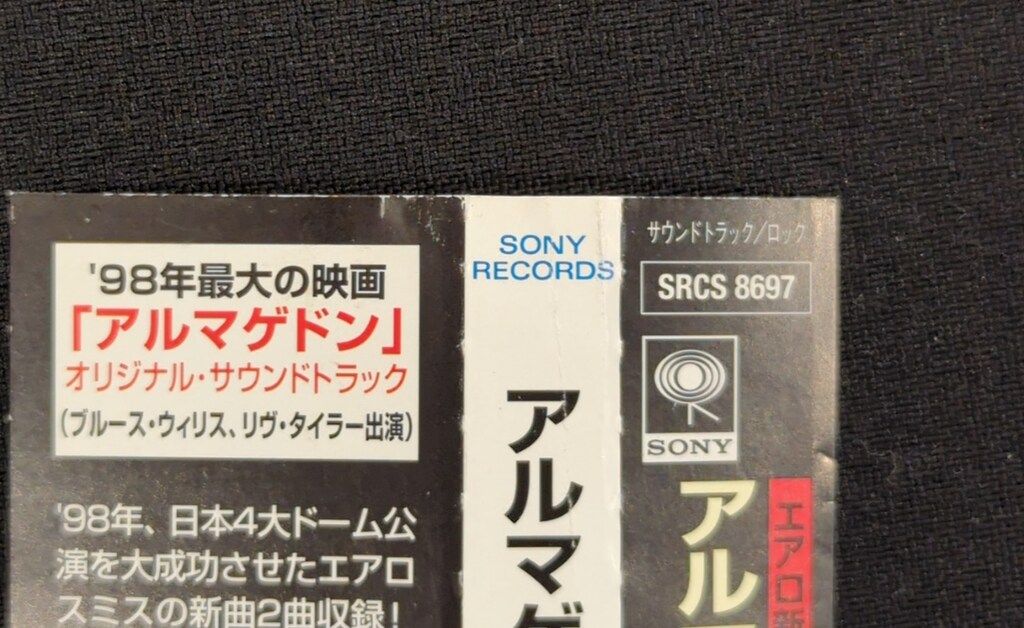 '98年最大の映画
「アルマゲドン」
オリジナル・サウンドトラック
(ブルース・ウィリス、リヴ・タイラー出演)
'98年、日本4大ドーム公
演を大成功させたエアロ
スミスの新曲2曲収録!
SONY
RECORDS
アルマゲ
サウンドトラック/ロック
SRCS 8697
SONY
アル
エアロ新